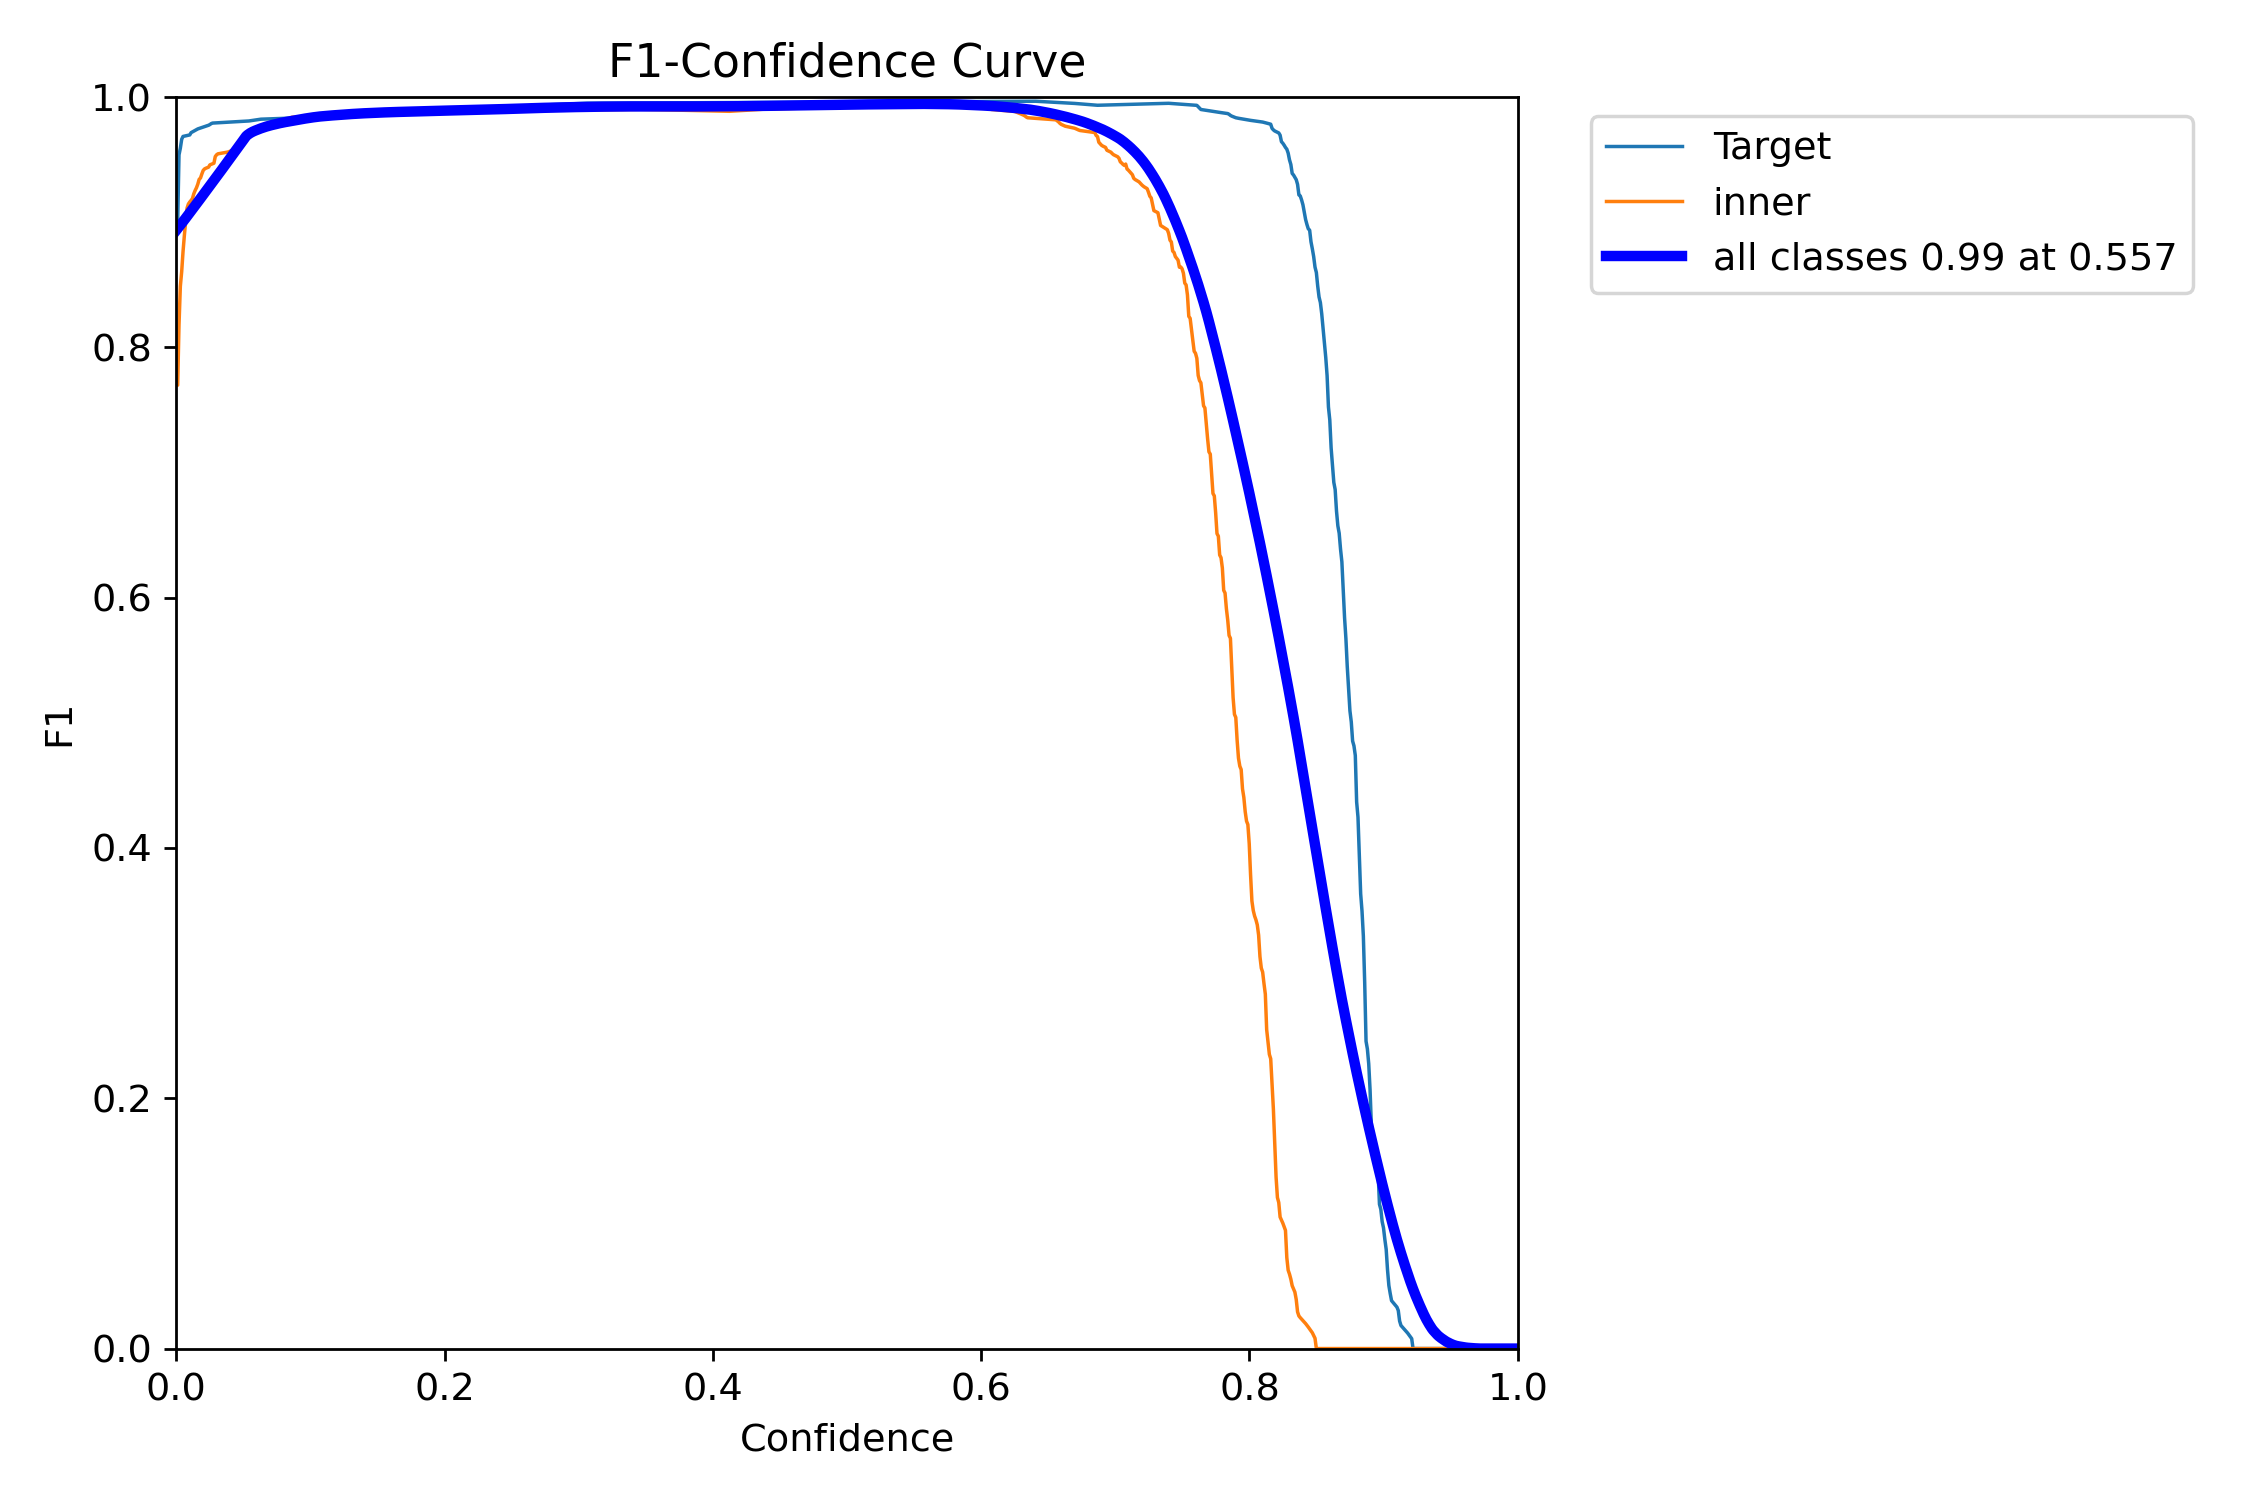 F1-Confidence Curve
1.0
0.8
0.6
0.4
0.2
0.0
F1
0.0 0.2 0.4 0.6 0.8 1.0
Confidence
Target
inner
all classes 0.99 at 0.557